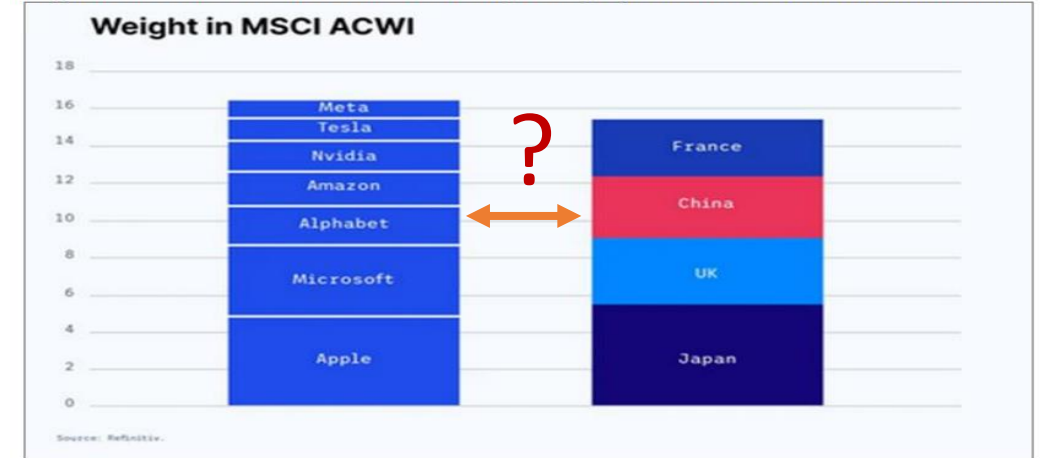 Weight in MSCI ACWI
18
16
14
12
10
8
6
4
2
0
Meta
Tesla
Nvidia
Amazon
Alphabet
Microsoft
Apple
?
France
China
UK
Japan
Source: Refinitiv.